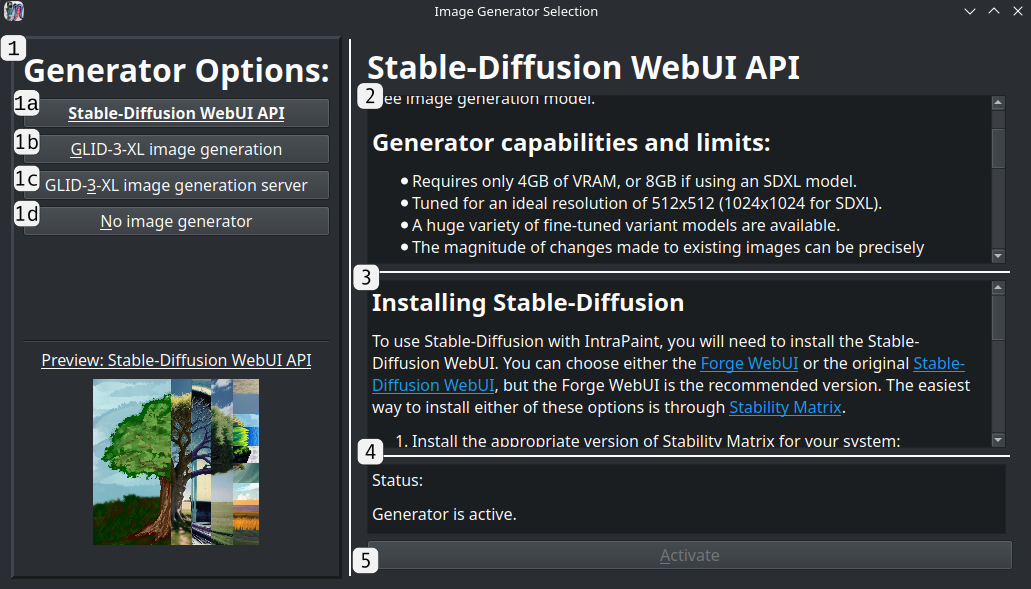 Image Generator Selection
1
Generator Options:
1a
Stable-Diffusion WebUI API
1b
GLID-3-XL image generation
1c
GLID-3-XL image generation server
1d
No image generator
Preview: Stable-Diffusion WebUI API
Stable-Diffusion WebUI API
2
image generation model.
Generator capabilities and limits:
• Requires only 4GB of VRAM, or 8GB if using an SDXL model.
• Tuned for an ideal resolution of 512x512 (1024x1024 for SDXL).
• A huge variety of fine-tuned variant models are available.
• The magnitude of changes made to existing images can be precisely
3
Installing Stable-Diffusion
To use Stable-Diffusion with IntraPaint, you will need to install the Stable-
Diffusion WebUI. You can choose either the Forge WebUI or the original Stable-
Diffusion WebUI, but the Forge WebUI is the recommended version. The easiest
way to install either of these options is through Stability Matrix.
1. Install the appropriate version of Stability Matrix for your system:
4
Status:
Generator is active.
5
Activate